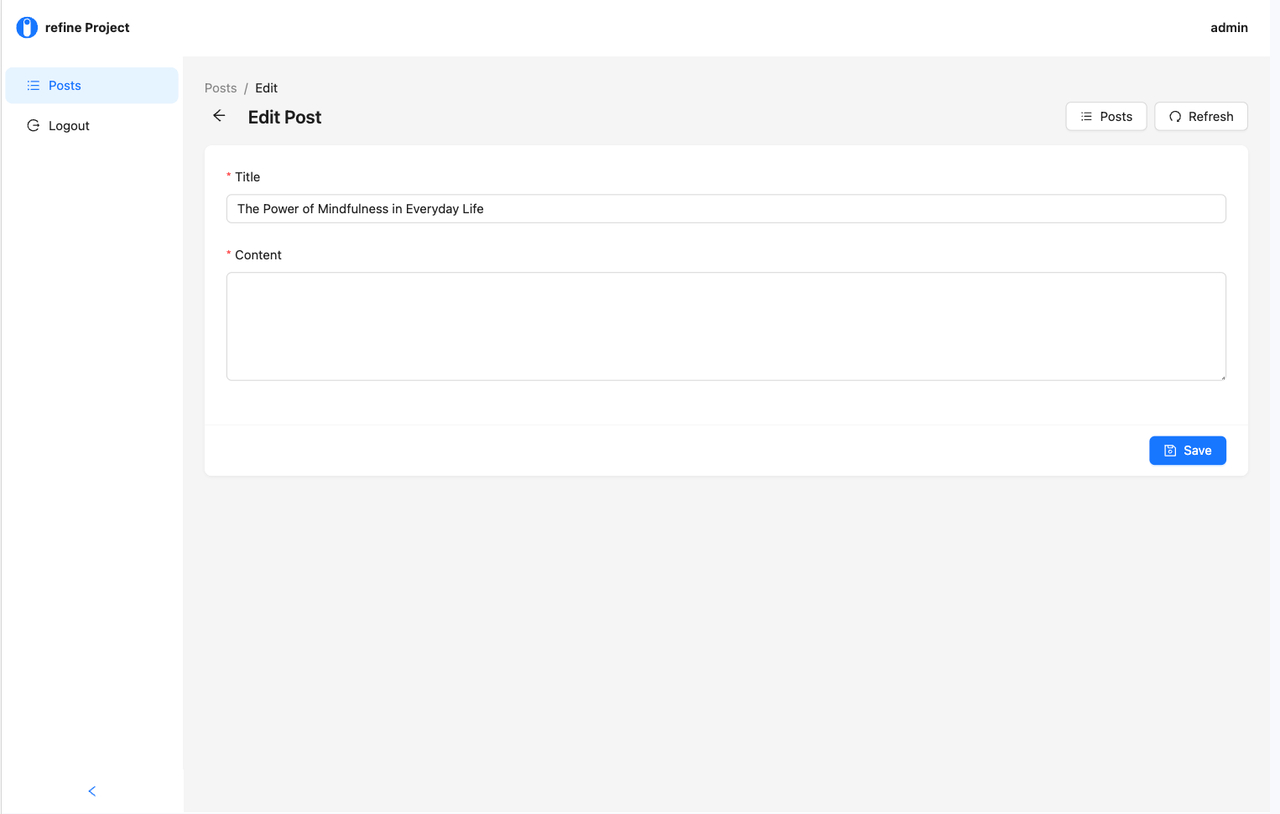 refine Project
admin
Posts
Logout
Posts / Edit
Edit Post
Posts
Refresh
* Title
The Power of Mindfulness in Everyday Life
* Content
Save